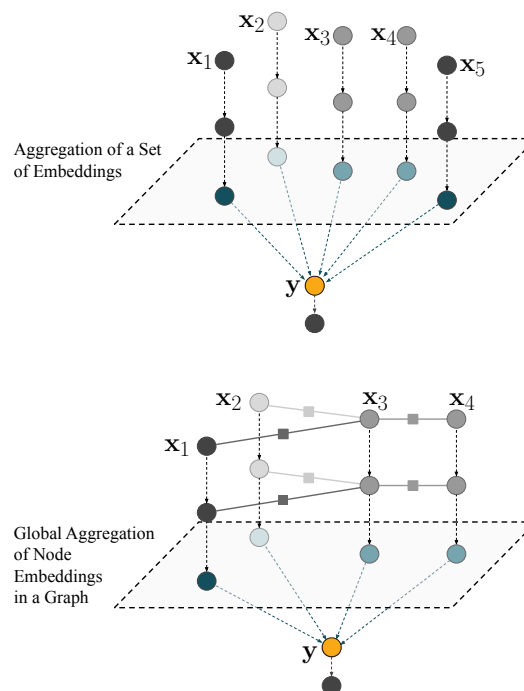 x₂
x₃
x₄
x₁
x₅
Aggregation of a Set
of Embeddings
y
x₂
x₃
x₄
x₁
Global Aggregation
of Node
Embeddings
in a Graph
y